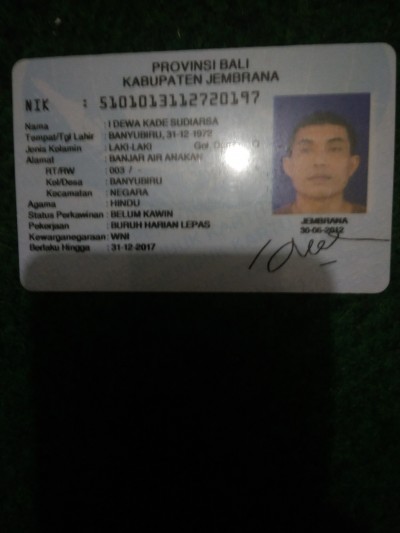 PROVINSI BALI
KABUPATEN JEMBRANA
NIK : 5101013112720197
Nama : I DEWA KADE SUDIARSA
Tempat/Tgl Lahir : BANYUBIRU, 31-12-1972
Jenis Kelamin : LAKI-LAKI Gol. Darah
Alamat : BANJAR AIR ANAKAN
RT/RW : 003 / -
Kel/Desa : BANYUBIRU
Kecamatan : NEGARA
Agama : HINDU
Status Perkawinan : BELUM KAWIN
Pekerjaan : BURUH HARIAN LEPAS
Kewarganegaraan : WNI
Berlaku Hingga : 31-12-2017
JEMBRANA
30-06-2012